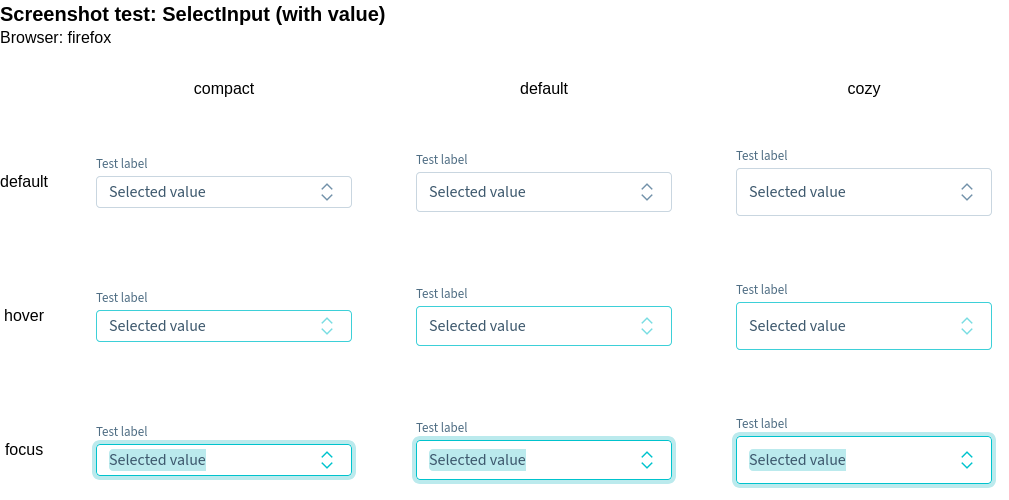 Screenshot test: SelectInput (with value)
Browser: firefox
compact default cozy
default
Test label Test label Test label
Selected value Selected value Selected value
hover
Test label Test label Test label
Selected value Selected value Selected value
focus
Test label Test label Test label
Selected value Selected value Selected value